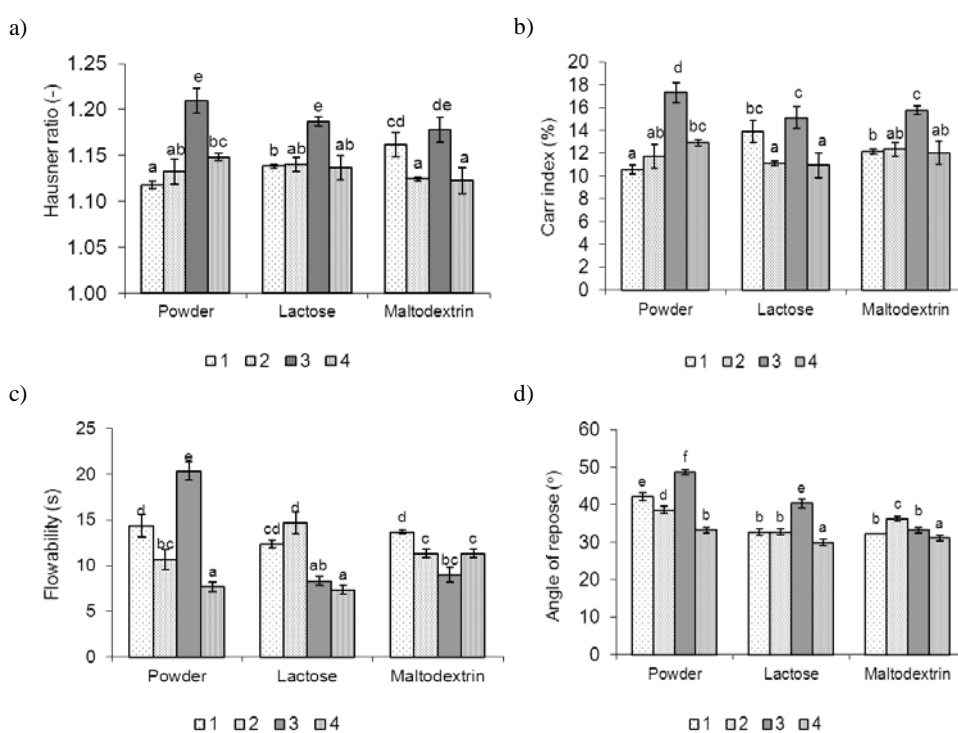 a)
Hausner ratio (-)
1.25
1.20
1.15
1.10
1.05
1.00
a ab e bc
b ab e ab
cd a de a
Powder Lactose Maltodextrin
1 2 3 4
b)
Carr index (%)
20
18
16
14
12
10
8
6
4
2
0
a ab d bc
bc a c a
b ab c ab
Powder Lactose Maltodextrin
1 2 3 4
c)
Flowability (s)
25
20
15
10
5
0
d bc e a
cd d ab a
d c bc c
Powder Lactose Maltodextrin
1 2 3 4
d)
Angle of repose (°)
60
50
40
30
20
10
0
e d f b
b b e a
b c b a
Powder Lactose Maltodextrin
1 2 3 4